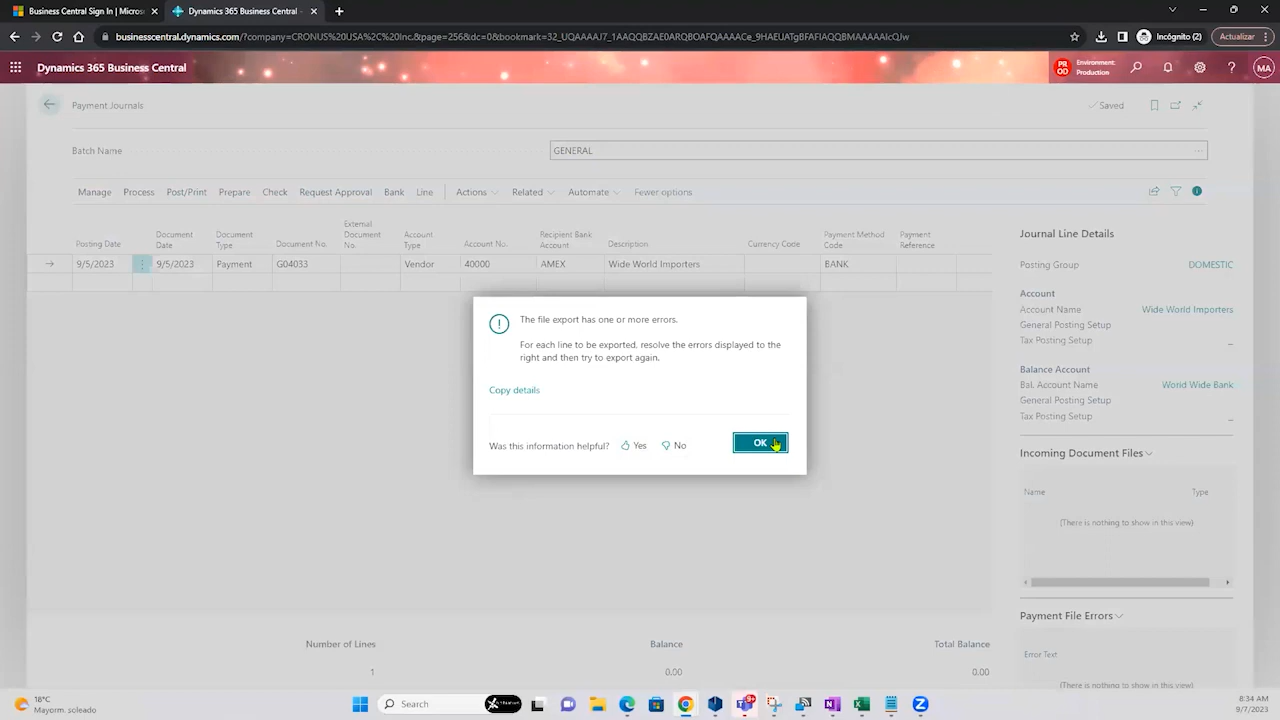 Business Central Sign In | Micros
Dynamics 365 Business Central -
businesscentral.dynamics.com/?company=CRONUS%20USA%2C%20Inc.&page=256&dc=0&bookmark=32_UQAAAAJ7_1AAQQBZAE0ARQBOAFQAAAACe_9HAEUATgBFAFIAQQBMAAAAAIcQJw
Incógnito (2)
Actualizar
Dynamics 365 Business Central
PR
OD
Environment:
Production
MA
Payment Journals
Saved
Batch Name
GENERAL
Manage Process Post/Print Prepare Check Request Approval Bank Line Actions Related Automate Fewer options
Posting Date
Document Date
Document Type
Document No.
External Document No.
Account Type
Account No.
Recipient Bank Account
Description
Currency Code
Payment Method Code
Payment Reference
9/5/2023 9/5/2023 Payment G04033 Vendor 40000 AMEX Wide World Importers BANK
Journal Line Details
Posting Group DOMESTIC
Account
Account Name Wide World Importers
General Posting Setup
Tax Posting Setup _
Balance Account
Bal. Account Name World Wide Bank
General Posting Setup
Tax Posting Setup _
Incoming Document Files
Name Type
(There is nothing to show in this view)
Payment File Errors
Error Text
(There is nothing to show in this view)
The file export has one or more errors.
For each line to be exported, resolve the errors displayed to the
right and then try to export again.
Copy details
Was this information helpful? Yes No
OK
Number of Lines Balance Total Balance
1 0.00 0.00
18°C
Mayorm. soleado
Search
8:34 AM
9/7/2023